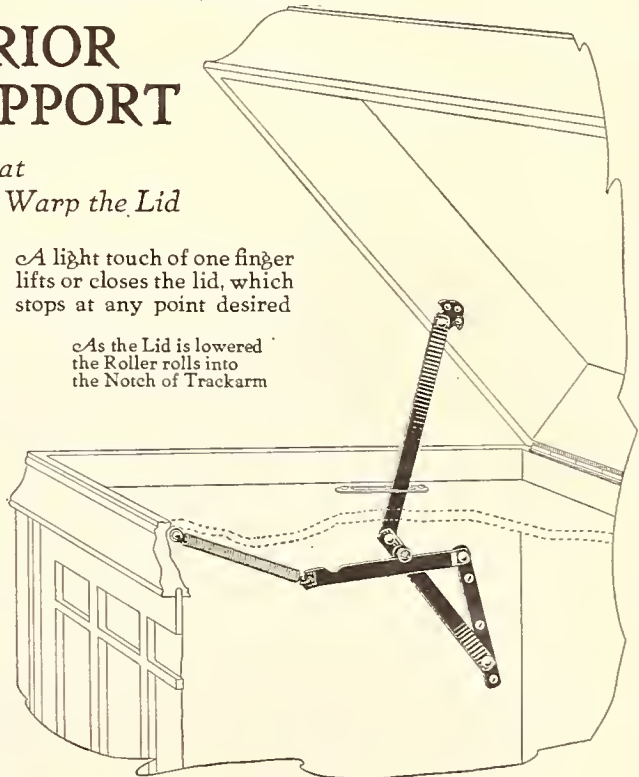 RIOR
PPORT
at
Warp the Lid
A light touch of one finger
lifts or closes the lid, which
stops at any point desired
As the Lid is lowered
the Roller rolls into
the Notch of Trackarm